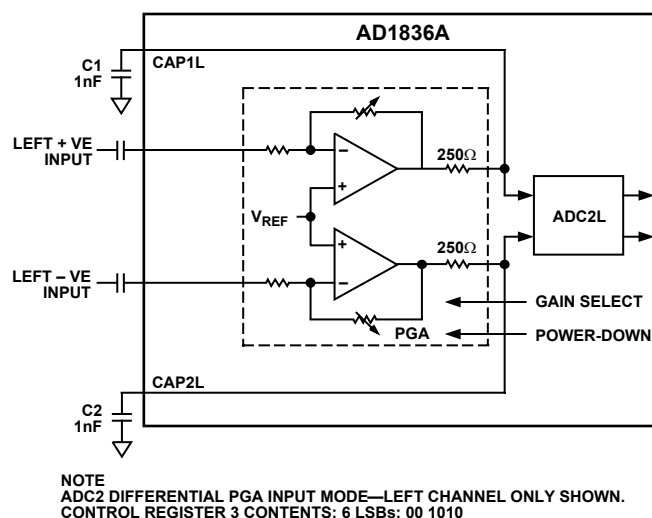 AD1836A
C1
1nF
CAP1L
LEFT + VE
INPUT
250Ω
VREF
ADC2L
250Ω
LEFT – VE
INPUT
GAIN SELECT
PGA
POWER-DOWN
CAP2L
C2
1nF
NOTE
ADC2 DIFFERENTIAL PGA INPUT MODE—LEFT CHANNEL ONLY SHOWN.
CONTROL REGISTER 3 CONTENTS: 6 LSBs: 00 1010